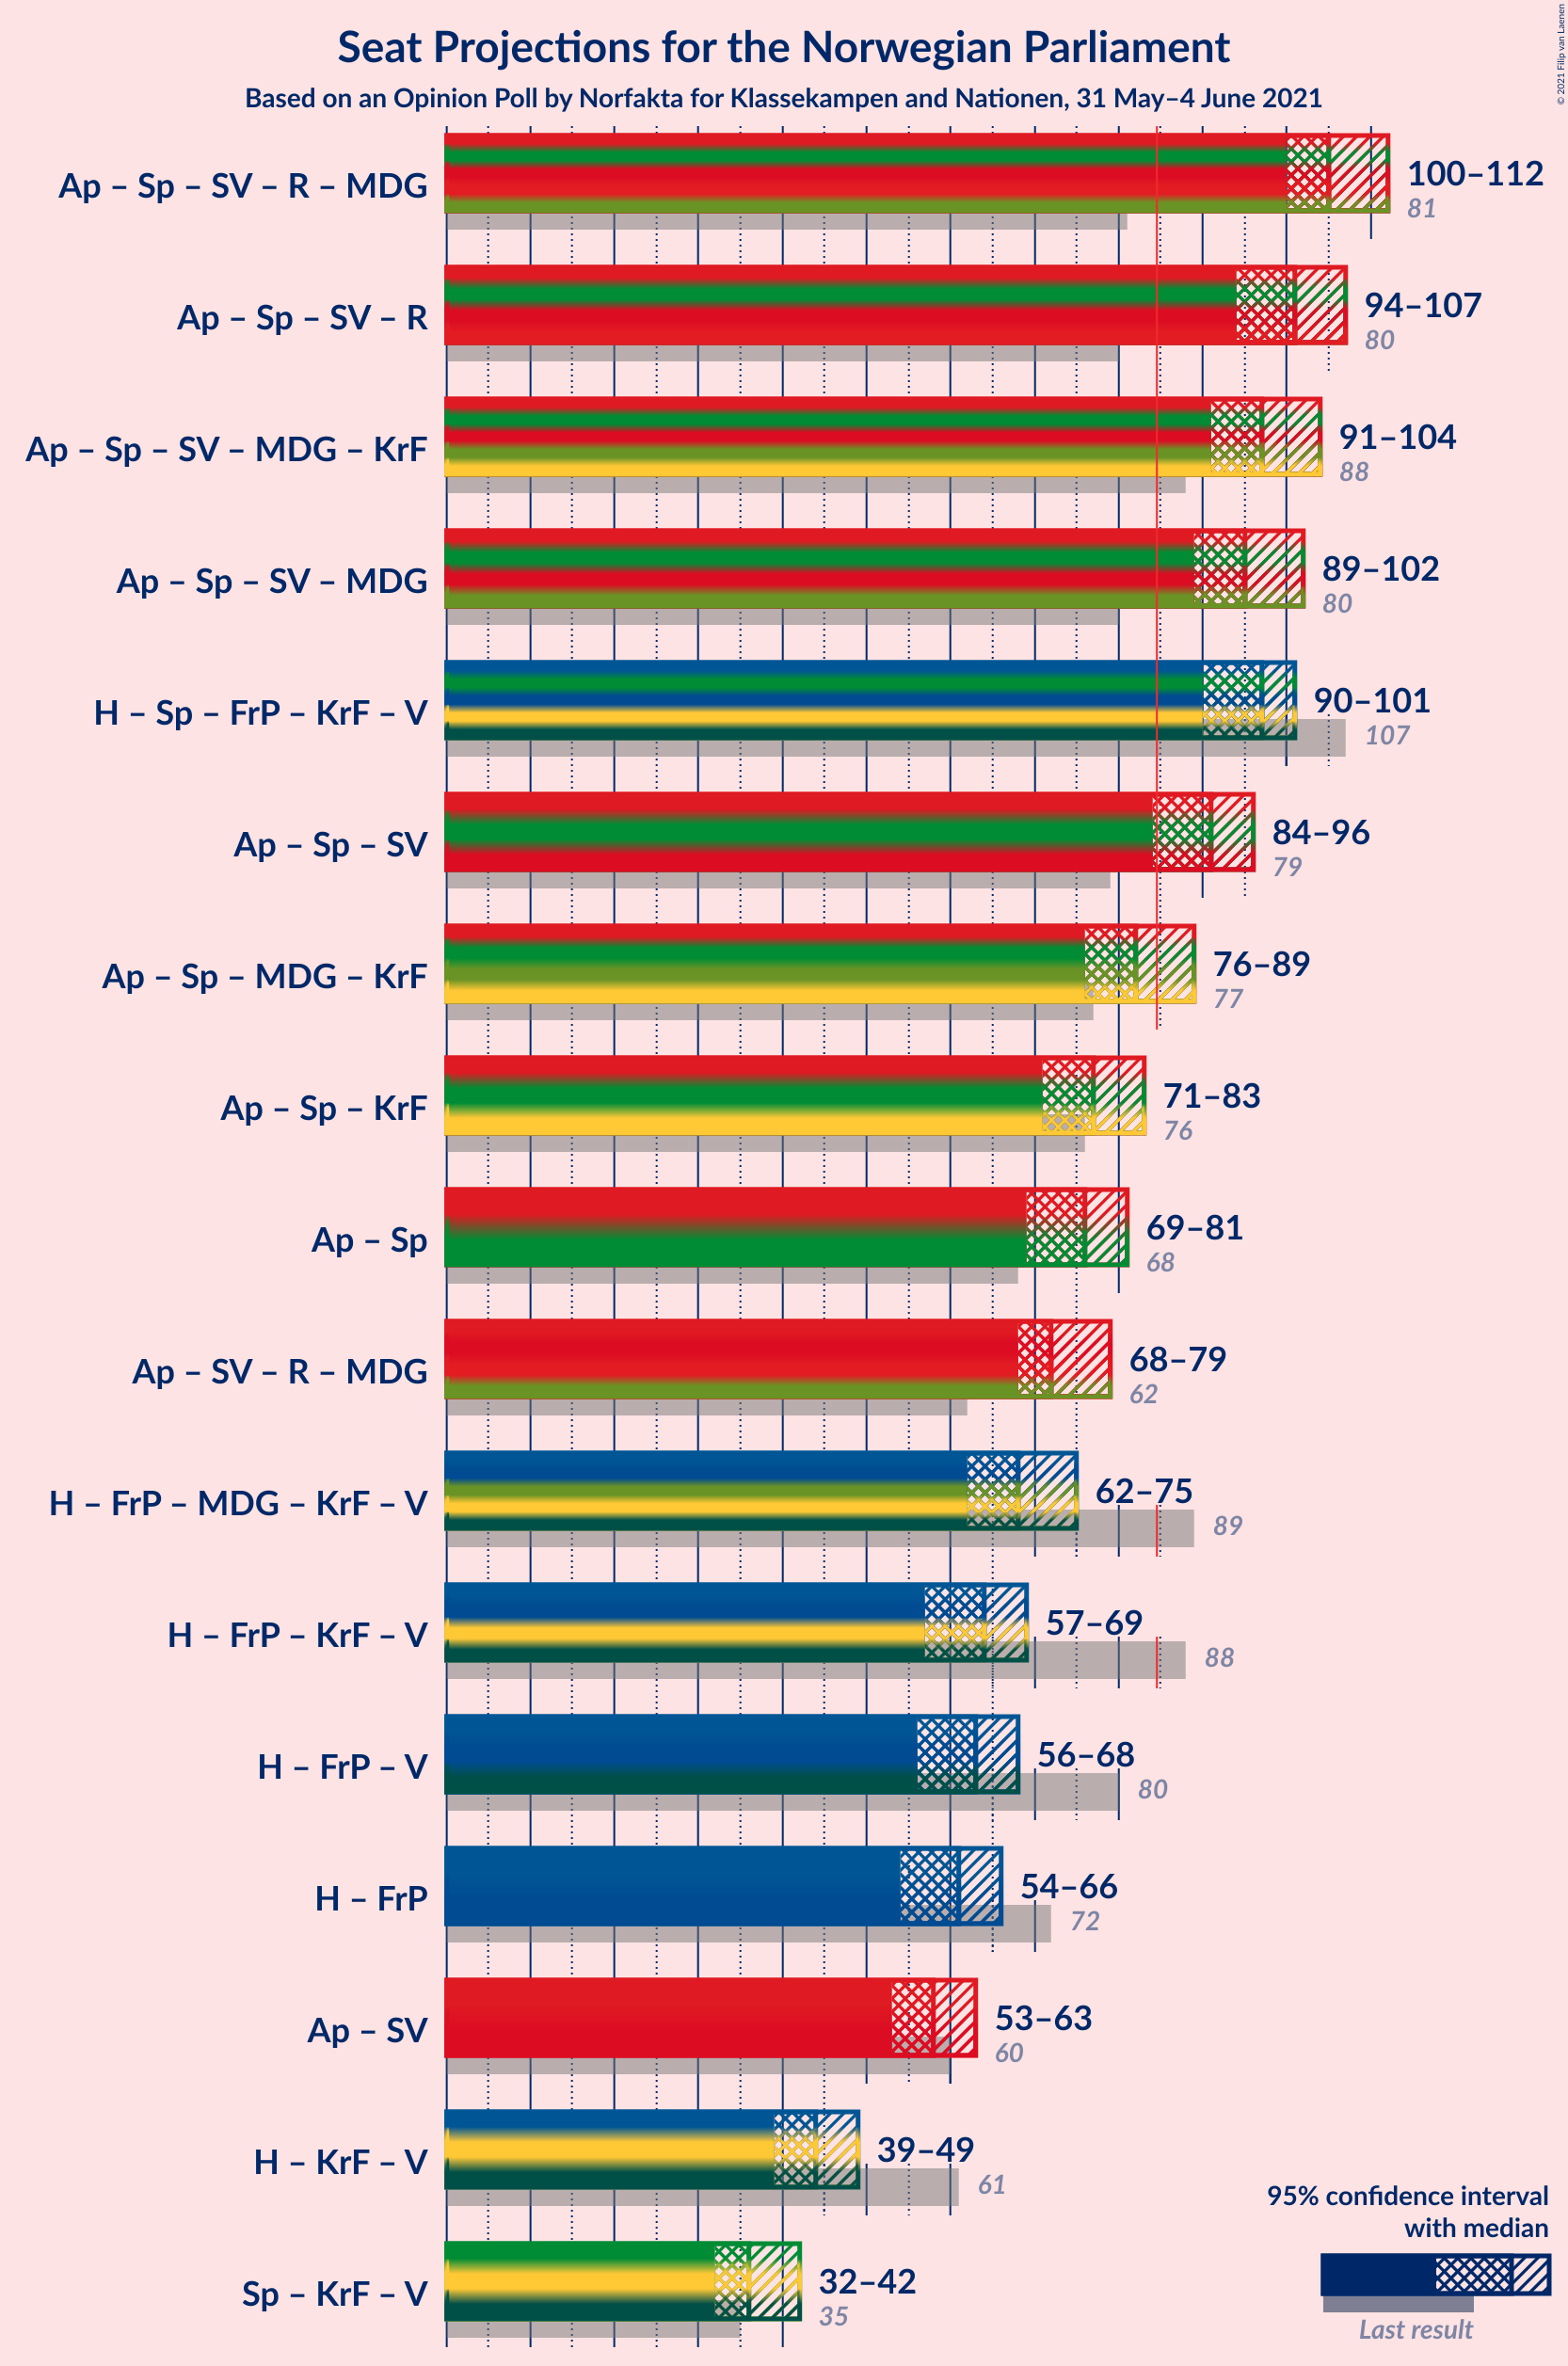 © 2021 Filip van Laenen
Seat Projections for the Norwegian Parliament
Based on an Opinion Poll by Norfakta for Klassekampen and Nationen, 31 May–4 June 2021
Ap – Sp – SV – R – MDG
100–112
81
Ap – Sp – SV – R
94–107
80
Ap – Sp – SV – MDG – KrF
91–104
88
Ap – Sp – SV – MDG
89–102
80
H – Sp – FrP – KrF – V
90–101
107
Ap – Sp – SV
84–96
79
Ap – Sp – MDG – KrF
76–89
77
Ap – Sp – KrF
71–83
76
Ap – Sp
69–81
68
Ap – SV – R – MDG
68–79
62
H – FrP – MDG – KrF – V
62–75
89
H – FrP – KrF – V
57–69
88
H – FrP – V
56–68
80
H – FrP
54–66
72
Ap – SV
53–63
60
H – KrF – V
39–49
61
Sp – KrF – V
32–42
35
95% confidence interval
with median
Last result